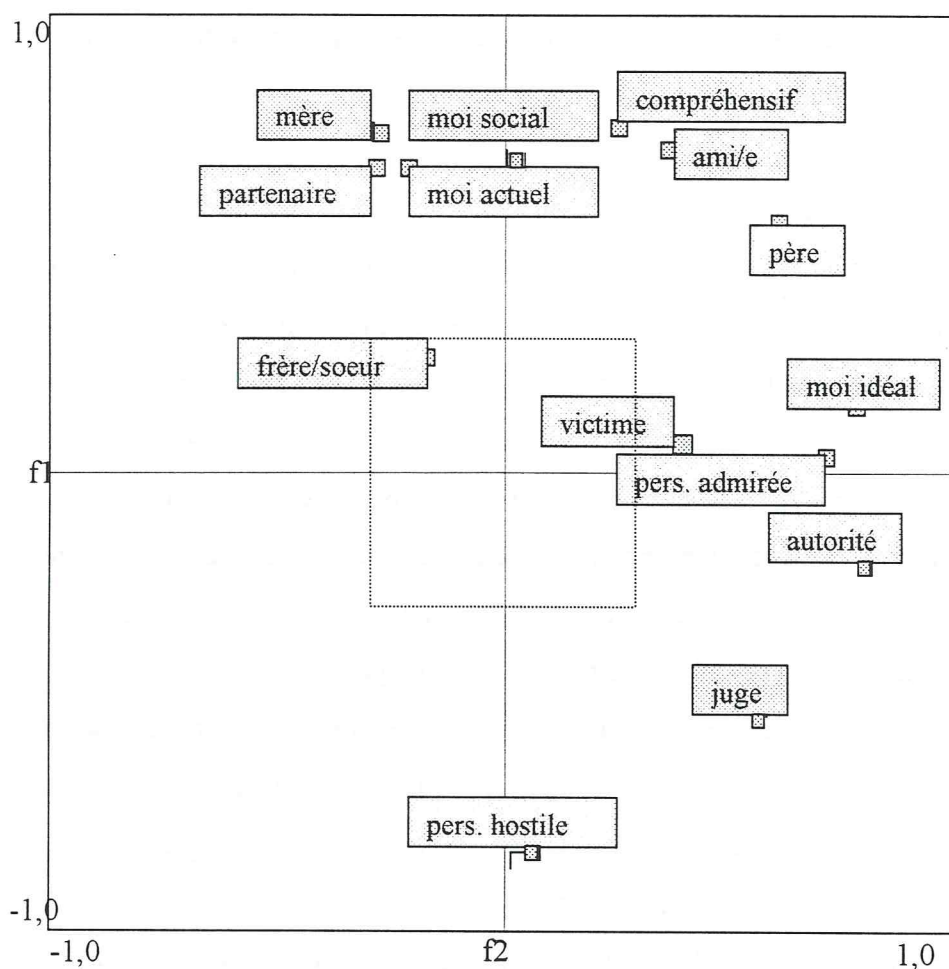 1,0
compréhensif
mère
moi social
ami/e
partenaire
moi actuel
père
frère/soeur
moi idéal
victime
f1
pers. admirée
autorité
juge
pers. hostile
-1,0
-1,0
f2
1,0